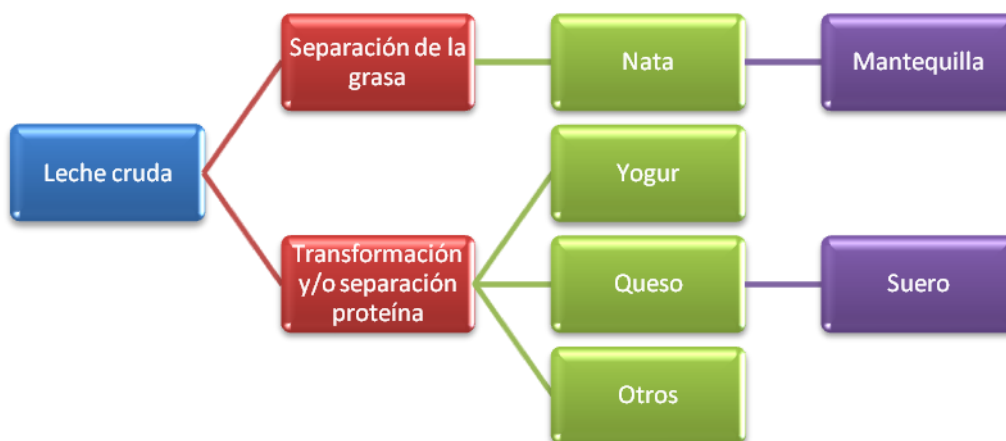 Leche cruda
Separación de la
grasa
Nata
Mantequilla
Transformación
y/o separación
proteína
Yogur
Queso
Suero
Otros